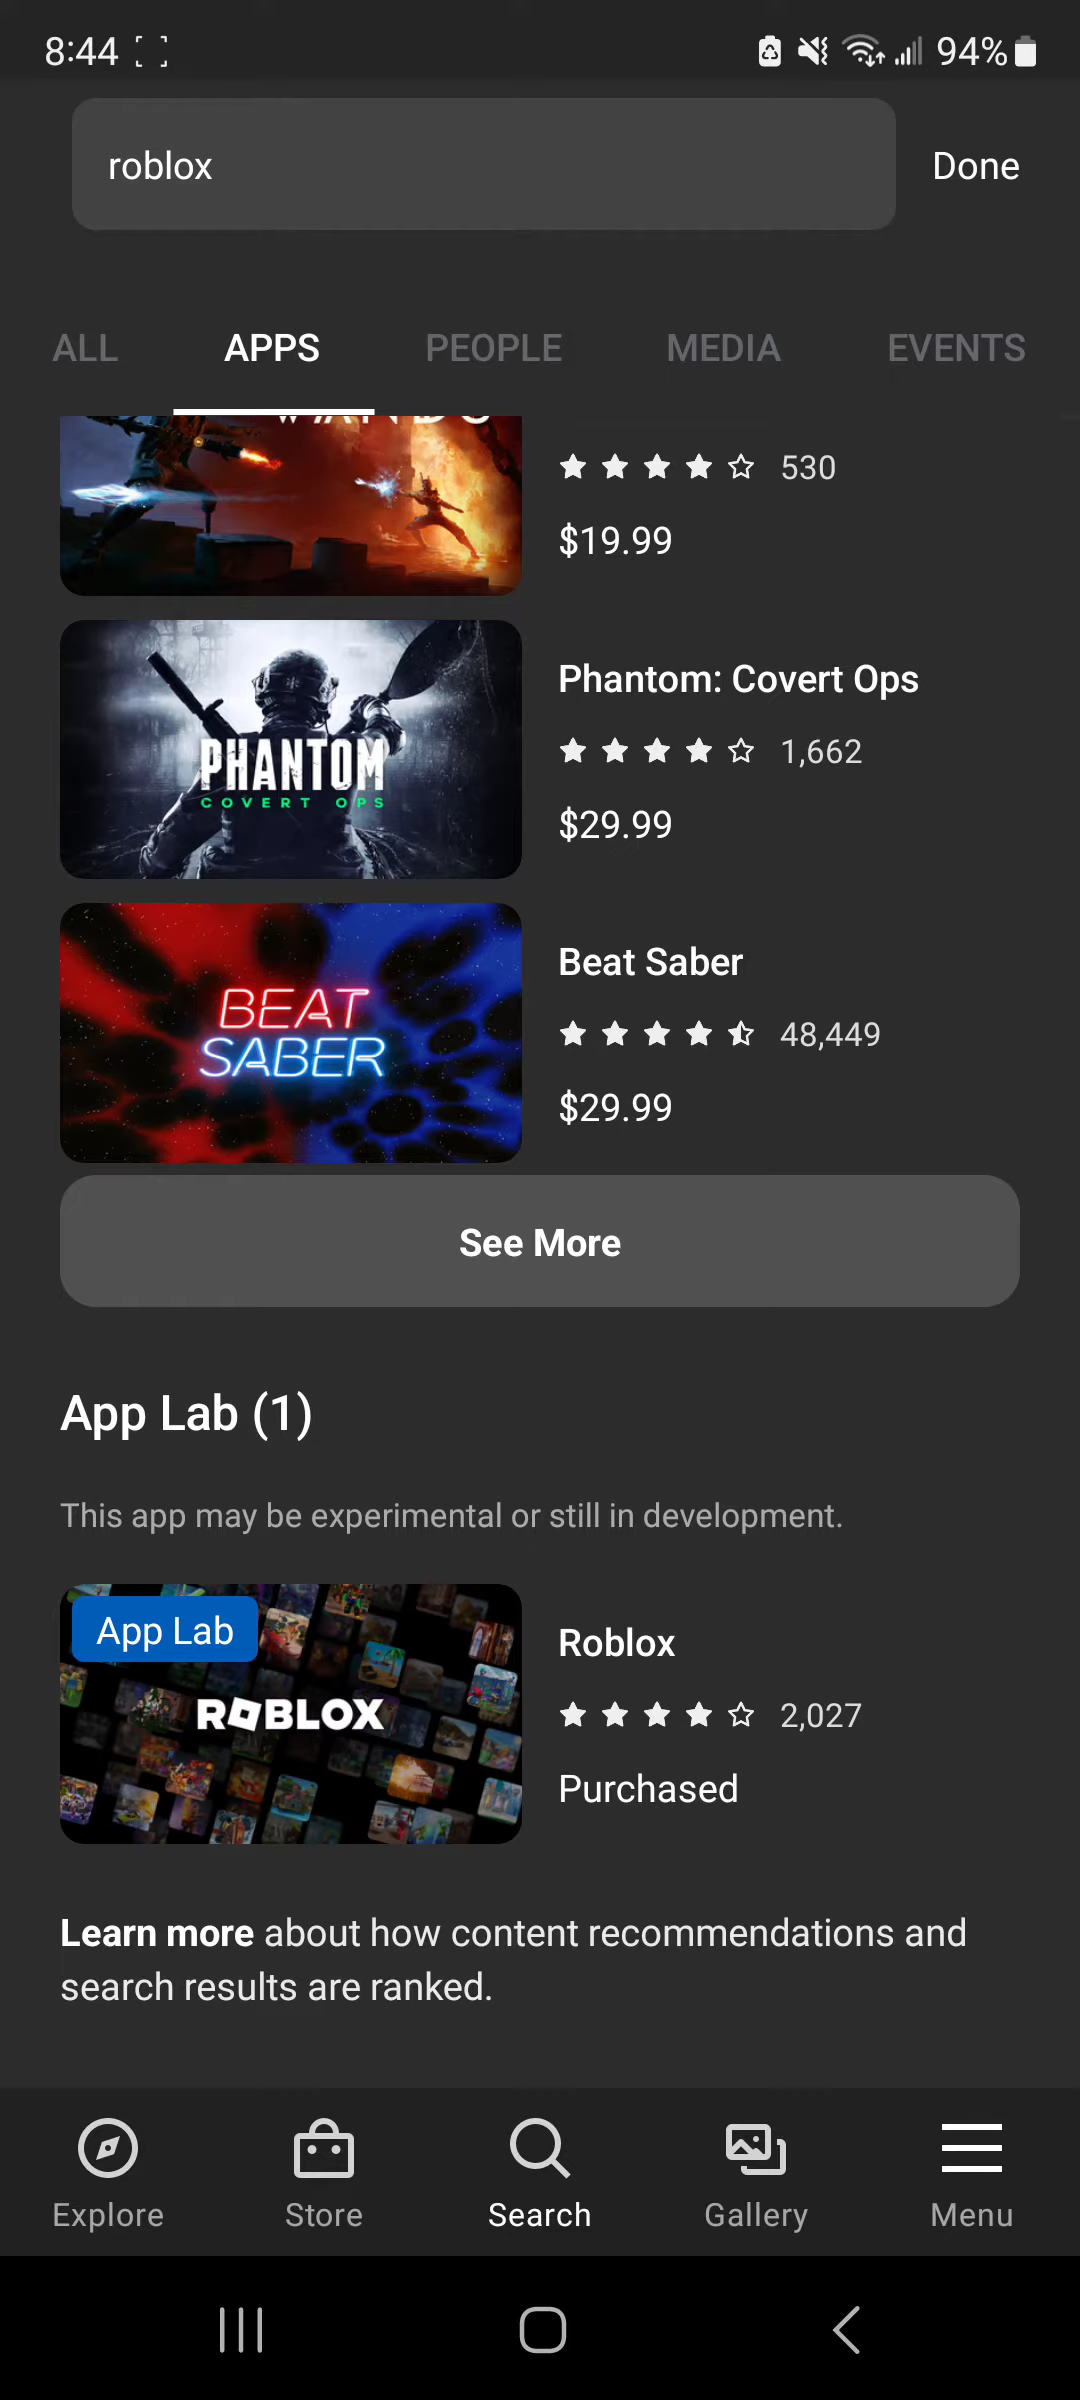 8:44
94%
roblox
Done
ALL
APPS
PEOPLE
MEDIA
EVENTS
530
$19.99
PHANTOM
COVERT OPS
Phantom: Covert Ops
1,662
$29.99
BEAT
SABER
Beat Saber
48,449
$29.99
See More
App Lab (1)
This app may be experimental or still in development.
App Lab
ROBLOX
Roblox
2,027
Purchased
Learn more about how content recommendations and
search results are ranked.
Explore
Store
Search
Gallery
Menu